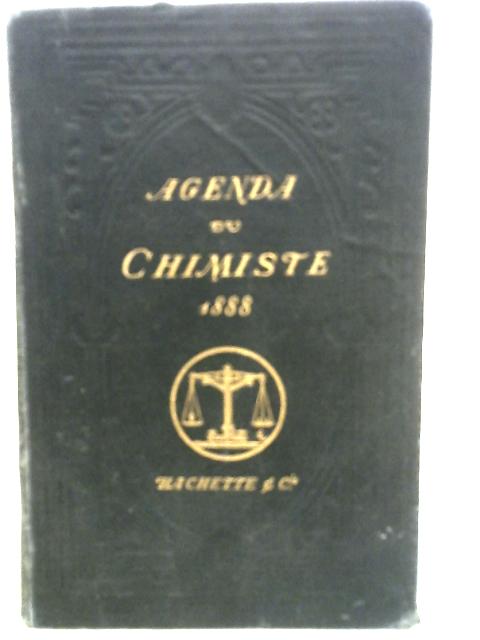 AGENDA
DU
CHIMISTE
1888
HACHETTE & Cie